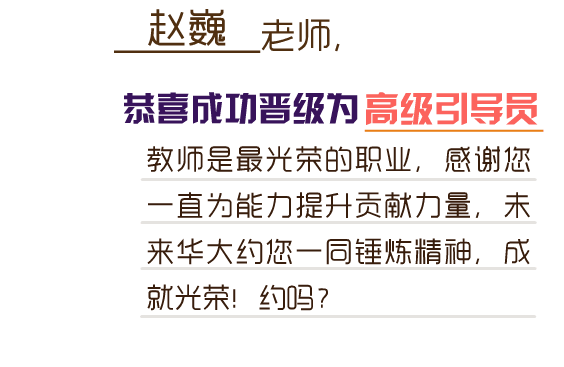 赵巍老师,
恭喜成功晋级为高级引导员
教师是最光荣的职业，感谢您
一直为能力提升贡献力量，未
来华大约您一同锤炼精神，成
就光荣！约吗？